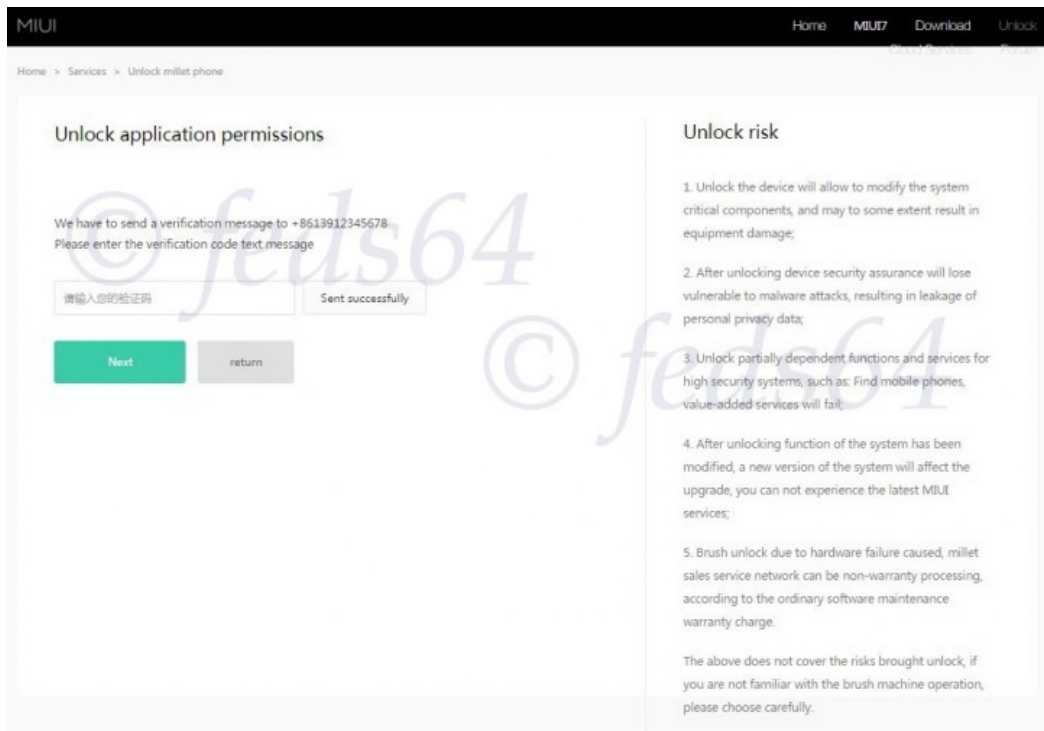 MIUI
Home MIUI7 Download Unlock
Cloud Services Forum
Home > Services > Unlock millet phone
Unlock application permissions
We have to send a verification message to +8613912345678
Please enter the verification code text message
请输入您的验证码
Sent successfully
Next
return
Unlock risk
1. Unlock the device will allow to modify the system
critical components, and may to some extent result in
equipment damage;
2. After unlocking device security assurance will lose
vulnerable to malware attacks, resulting in leakage of
personal privacy data;
3. Unlock partially dependent functions and services for
high security systems, such as: Find mobile phones,
value-added services will fail;
4. After unlocking function of the system has been
modified, a new version of the system will affect the
upgrade, you can not experience the latest MIUI
services;
5. Brush unlock due to hardware failure caused, millet
sales service network can be non-warranty processing,
according to the ordinary software maintenance
warranty charge.
The above does not cover the risks brought unlock, if
you are not familiar with the brush machine operation,
please choose carefully.
© feds64
© feds64